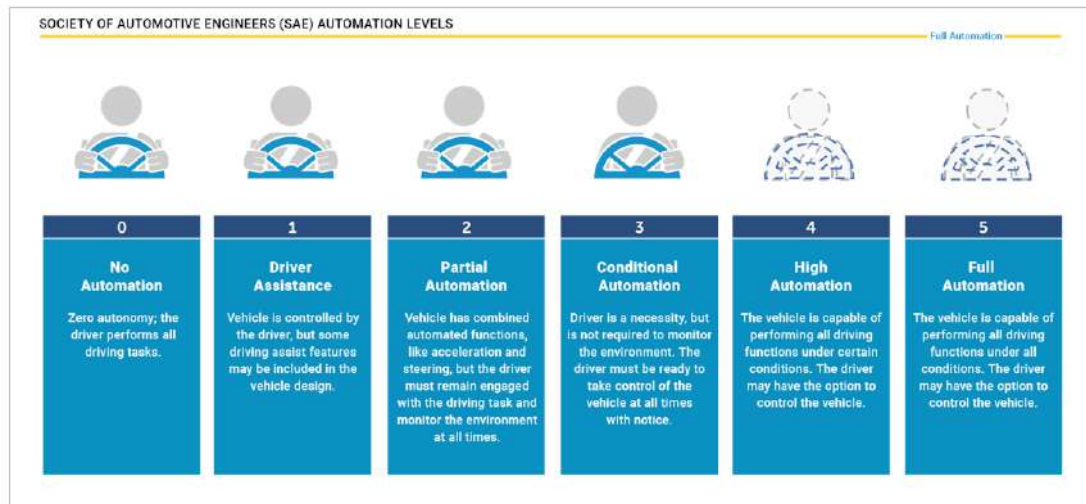 SOCIETY OF AUTOMOTIVE ENGINEERS (SAE) AUTOMATION LEVELS
Full Automation
0
No
Automation
Zero autonomy; the
driver performs all
driving tasks.
1
Driver
Assistance
Vehicle is controlled by
the driver, but some
driving assist features
may be included in the
vehicle design.
2
Partial
Automation
Vehicle has combined
automated functions,
like acceleration and
steering, but the driver
must remain engaged
with the driving task and
monitor the environment
at all times.
3
Conditional
Automation
Driver is a necessity, but
is not required to monitor
the environment. The
driver must be ready to
take control of the
vehicle at all times
with notice.
4
High
Automation
The vehicle is capable of
performing all driving
functions under certain
conditions. The driver
may have the option to
control the vehicle.
5
Full
Automation
The vehicle is capable of
performing all driving
functions under all
conditions. The driver
may have the option to
control the vehicle.